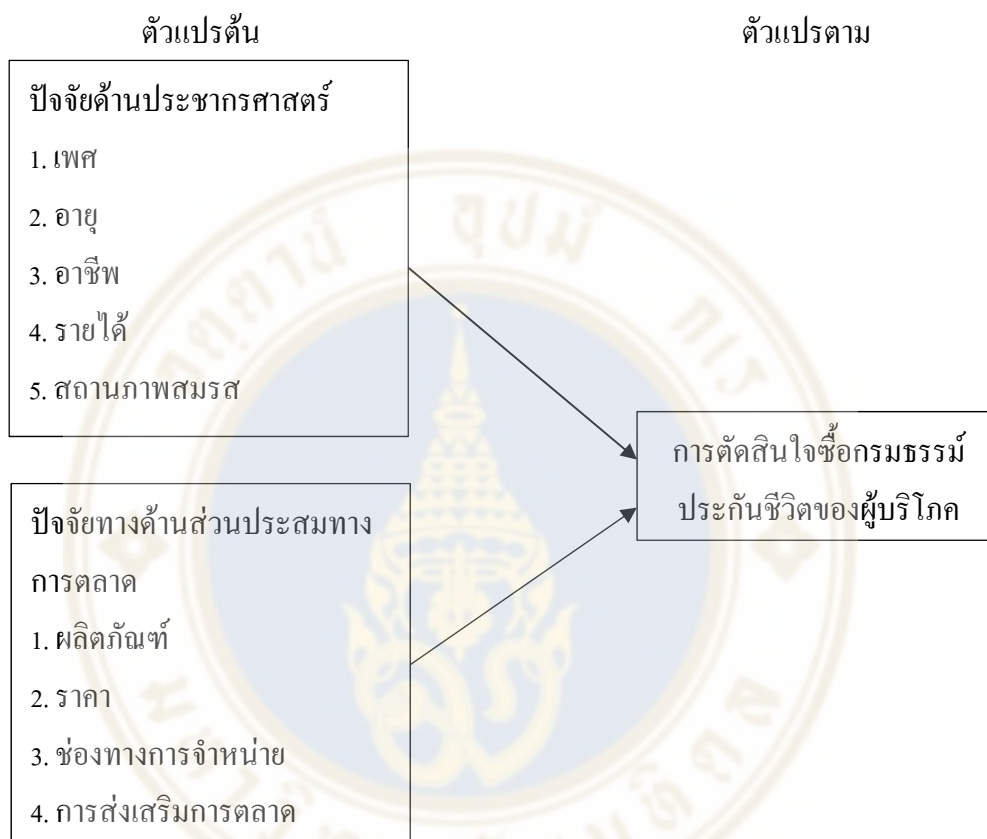 ตัวแปรต้น
ตัวแปรตาม
ปัจจัยด้านประชากรศาสตร์
1. เพศ
2. อายุ
3. อาชีพ
4. รายได้
5. สถานภาพสมรส
การตัดสินใจซื้อกรมธรรม์
ประกันชีวิตของผู้บริโภค
ปัจจัยทางด้านส่วนประสมทาง
การตลาด
1. ผลิตภัณฑ์
2. ราคา
3. ช่องทางการจำหน่าย
4. การส่งเสริมการตลาด